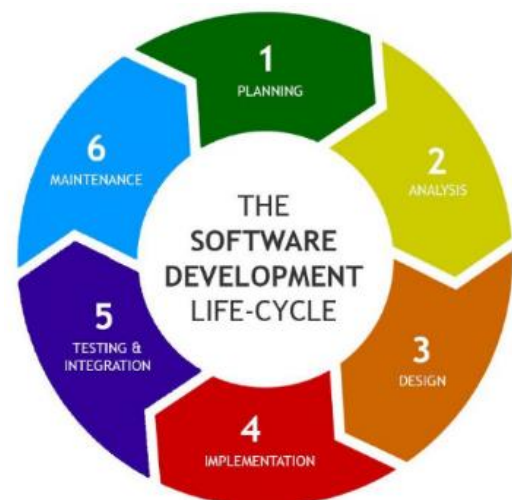 1
PLANNING
2
ANALYSIS
3
DESIGN
4
IMPLEMENTATION
5
TESTING &
INTEGRATION
6
MAINTENANCE
THE
SOFTWARE
DEVELOPMENT
LIFE-CYCLE